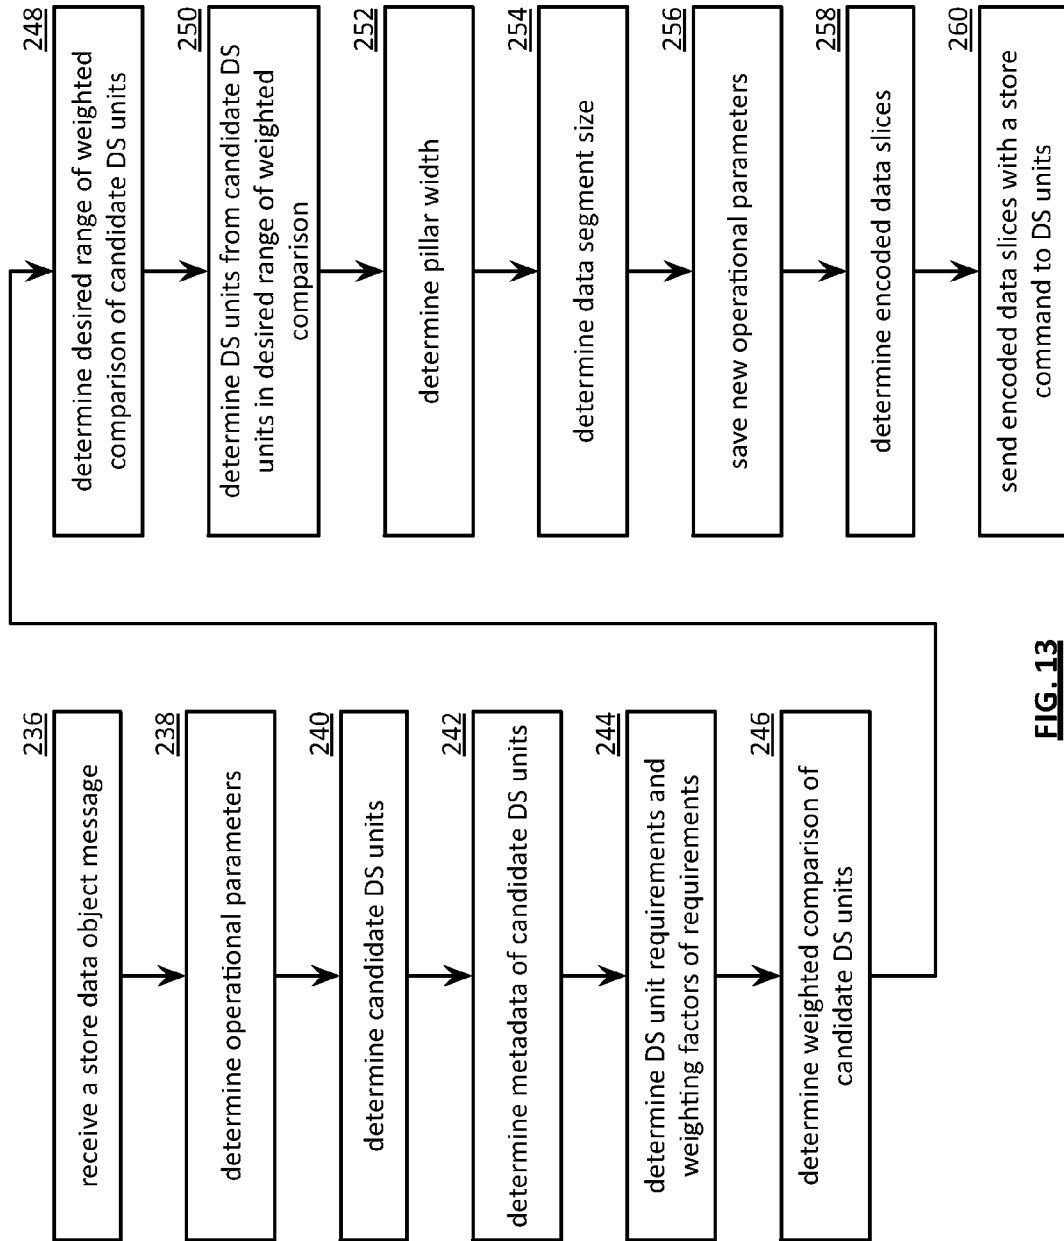 236
receive a store data object message
238
determine operational parameters
240
determine candidate DS units
242
determine metadata of candidate DS units
244
determine DS unit requirements and
weighting factors of requirements
246
determine weighted comparison of
candidate DS units
248
determine desired range of weighted
comparison of candidate DS units
250
determine DS units from candidate DS
units in desired range of weighted
comparison
252
determine pillar width
254
determine data segment size
256
save new operational parameters
258
determine encoded data slices
260
send encoded data slices with a store
command to DS units
FIG. 13